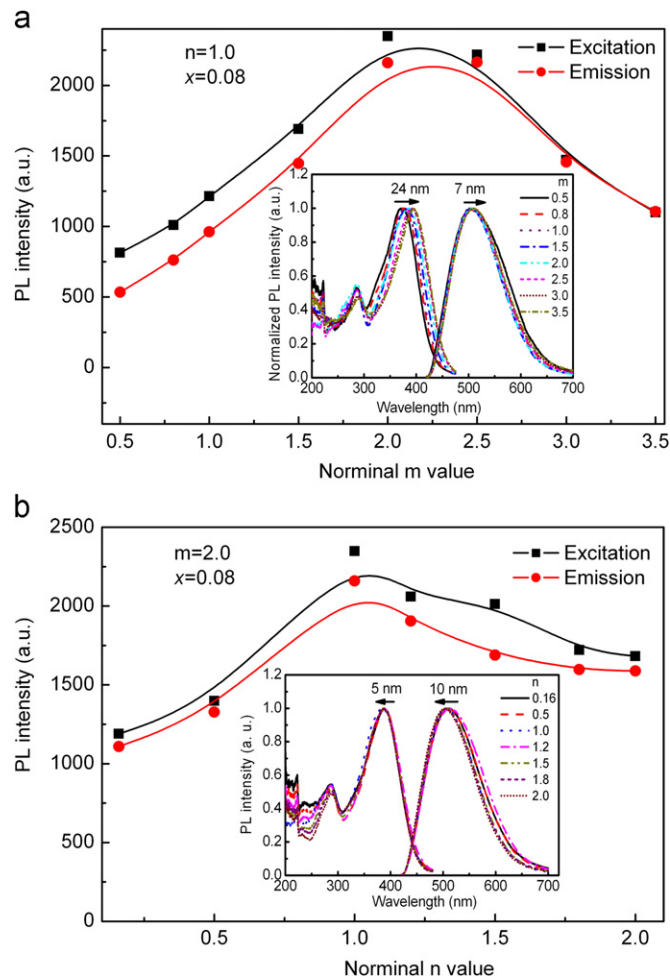 a
n=1.0
x=0.08
Excitation
Emission
PL intensity (a.u.)
2000
1500
1000
500
0
0.5 1.0 1.5 2.0 2.5 3.0 3.5
Norminal m value
24 nm
7 nm
m
0.5
0.8
1.0
1.5
2.0
2.5
3.0
3.5
Normalized PL intensity (a.u.)
1.0
0.8
0.6
0.4
0.2
0.0
200 300 400 500 600 700
Wavelength (nm)
b
m=2.0
x=0.08
Excitation
Emission
PL intensity (a.u.)
2500
2000
1500
1000
500
0
0.5 1.0 1.5 2.0
Norminal n value
5 nm
10 nm
n
0.16
0.5
1.0
1.2
1.5
1.8
2.0
PL intensity (a. u.)
1.0
0.8
0.6
0.4
0.2
0.0
200 300 400 500 600 700
Wavelength (nm)